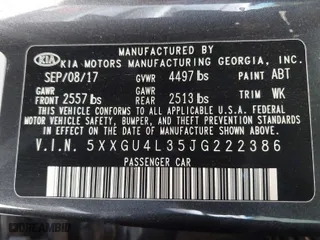 MANUFACTURED BY
KIA KIA MOTORS MANUFACTURING GEORGIA, INC.
SEP/08/17 GVWR 4497 lbs PAINT ABT
GAWR FRONT 2557 lbs GAWR REAR 2513 lbs TRIM WK
THIS VEHICLE CONFORMS TO ALL APPLICABLE FEDERAL
MOTOR VEHICLE SAFETY, BUMPER, AND THEFT PREVENTION STANDARDS
IN EFFECT ON THE DATE OF MANUFACTURE SHOWN ABOVE.
V.I.N. 5XXGU4L35JG222386
PASSENGER CAR